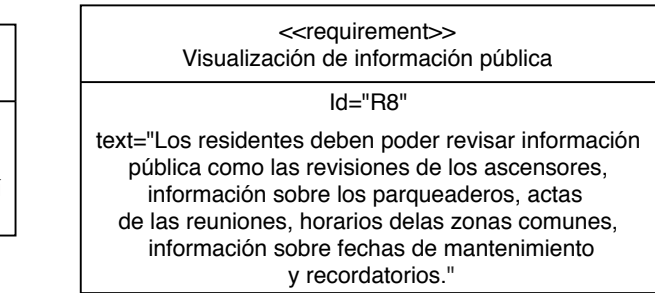 <<requirement>>
Visualización de información pública
Id="R8"
text="Los residentes deben poder revisar información
pública como las revisiones de los ascensores,
información sobre los parqueaderos, actas
de las reuniones, horarios delas zonas comunes,
información sobre fechas de mantenimiento
y recordatorios."